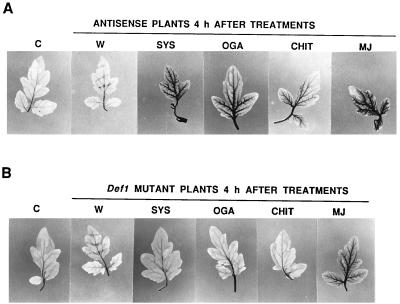 A
ANTISENSE PLANTS 4 h AFTER TREATMENTS
C W SYS OGA CHIT MJ
B
Def1 MUTANT PLANTS 4 h AFTER TREATMENTS
C W SYS OGA CHIT MJ